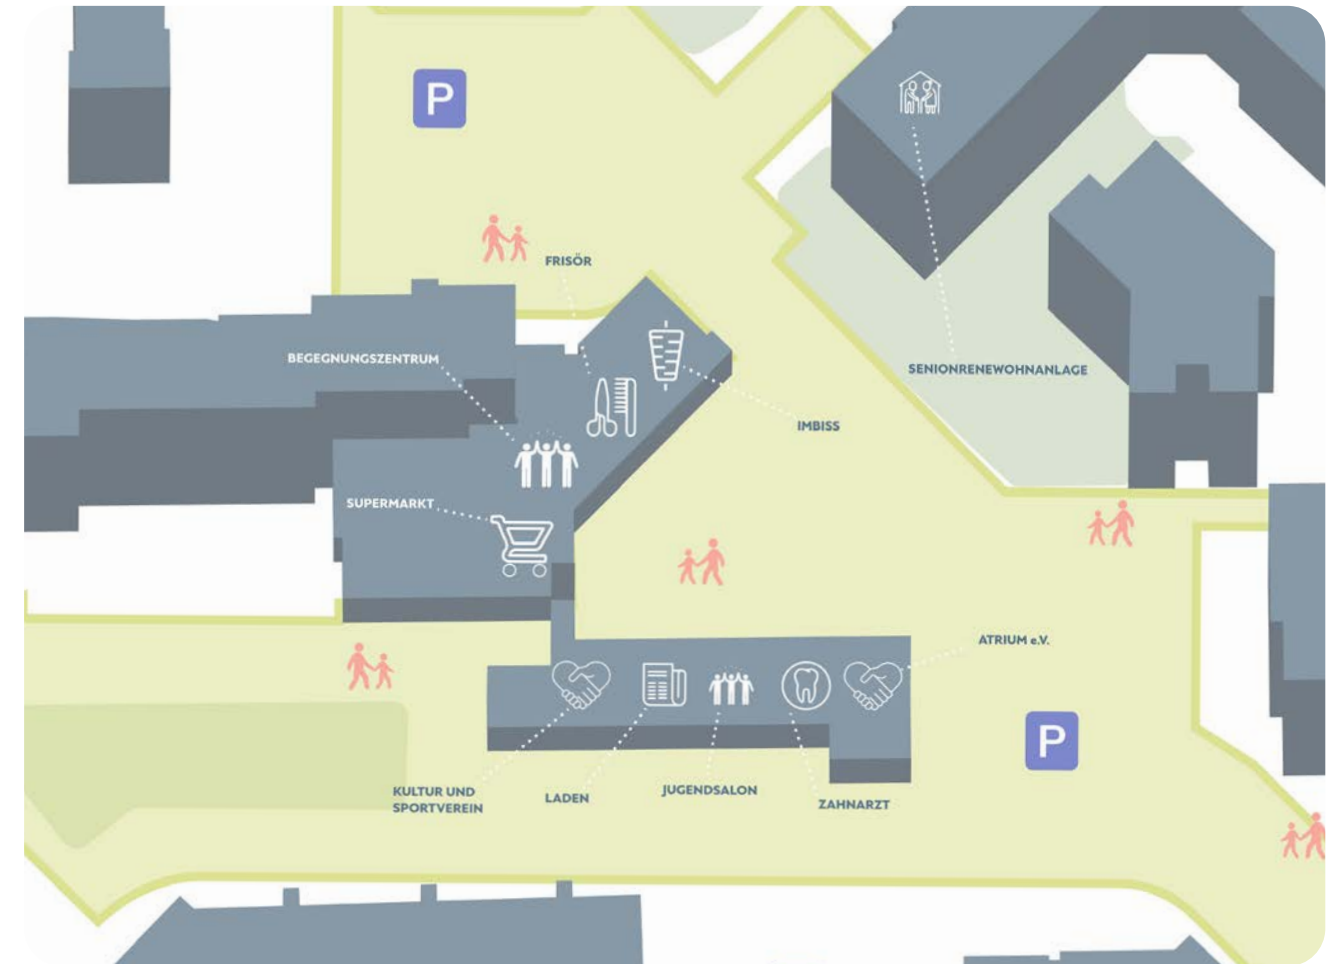 P
FRISÖR
BEGEGNUNGSZENTRUM
SENIONRENEWOHNANLAGE
IMBISS
SUPERMARKT
ATRIUM e.V.
P
KULTUR UND
SPORTVEREIN
LADEN
JUGENDSALON
ZAHNARZT